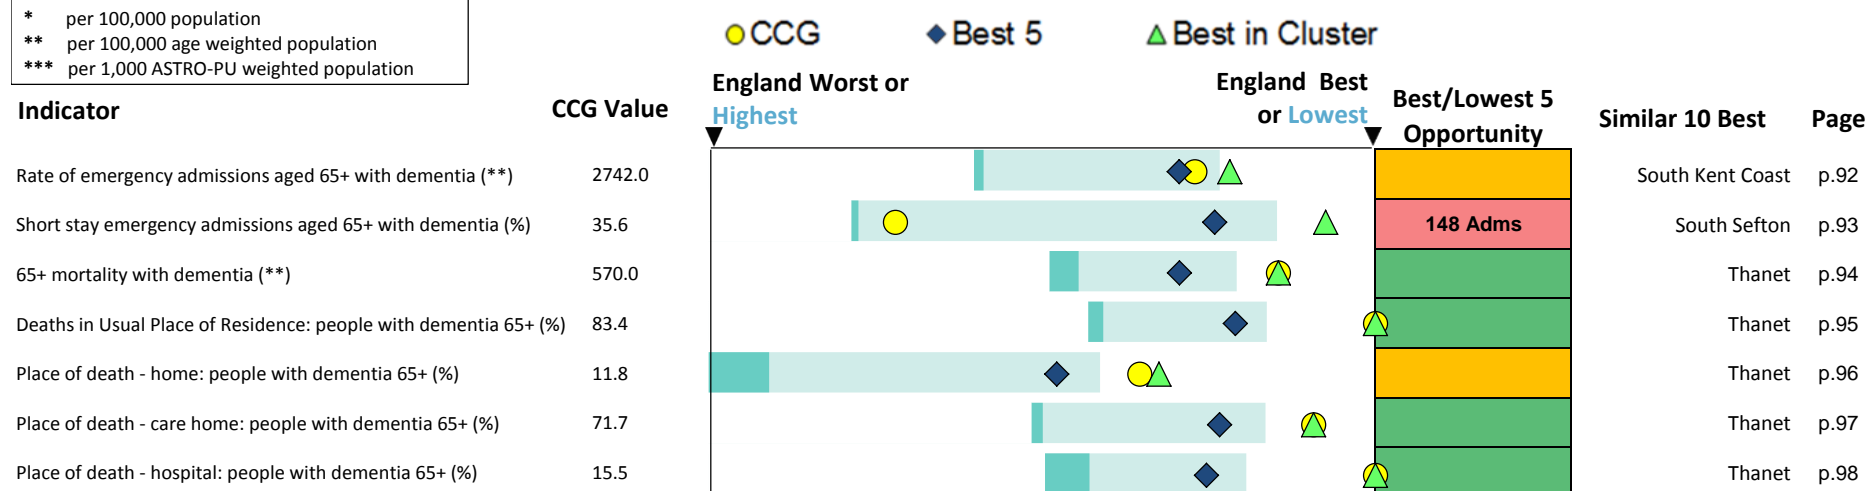 * per 100,000 population
** per 100,000 age weighted population
*** per 1,000 ASTRO-PU weighted population
CCG Best 5 Best in Cluster
Indicator CCG Value England Worst or Highest England Best or Lowest Best/Lowest 5 Opportunity Similar 10 Best Page
Rate of emergency admissions aged 65+ with dementia (**) 2742.0 South Kent Coast p.92
Short stay emergency admissions aged 65+ with dementia (%) 35.6 148 Adms South Sefton p.93
65+ mortality with dementia (**) 570.0 Thanet p.94
Deaths in Usual Place of Residence: people with dementia 65+ (%) 83.4 Thanet p.95
Place of death - home: people with dementia 65+ (%) 11.8 Thanet p.96
Place of death - care home: people with dementia 65+ (%) 71.7 Thanet p.97
Place of death - hospital: people with dementia 65+ (%) 15.5 Thanet p.98